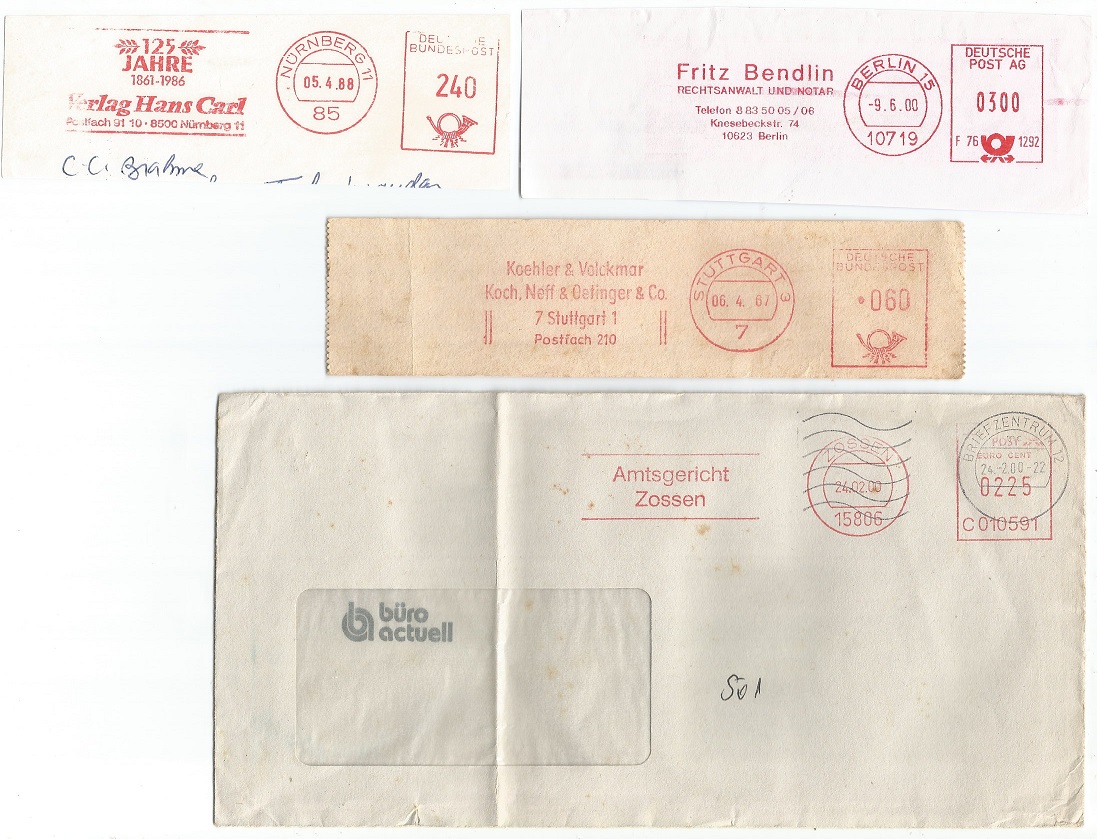 125
JAHRE
1861-1986
Verlag Hans Carl
Postfach 91 10 • 8500 Nürnberg 11
NÜRNBERG 11
05.4.88
85
BUNDESPOST
240
C.C. Brahme
Fritz Bendlin
RECHTSANWALT UND NOTAR
Telefon 8 83 50 05 / 06
Knesebeckstr. 74
10623 Berlin
BERLIN 15
-9.6.00
10719
DEUTSCHE
POST AG
0300
F 76 1292
Koehler & Volckmar
Koch, Neff & Oetinger & Co.
7 Stuttgart 1
Postfach 210
STUTTGART 3
06. 4. 67
7
DEUTSCHE
BUNDESPOST
060
Amtsgericht
Zossen
ZOSSEN
24.02.00
15806
BRIEFZENTRUM 12
24.-2.00-22
POST
EURO CENT
0225
C010591
büro
actuell
501